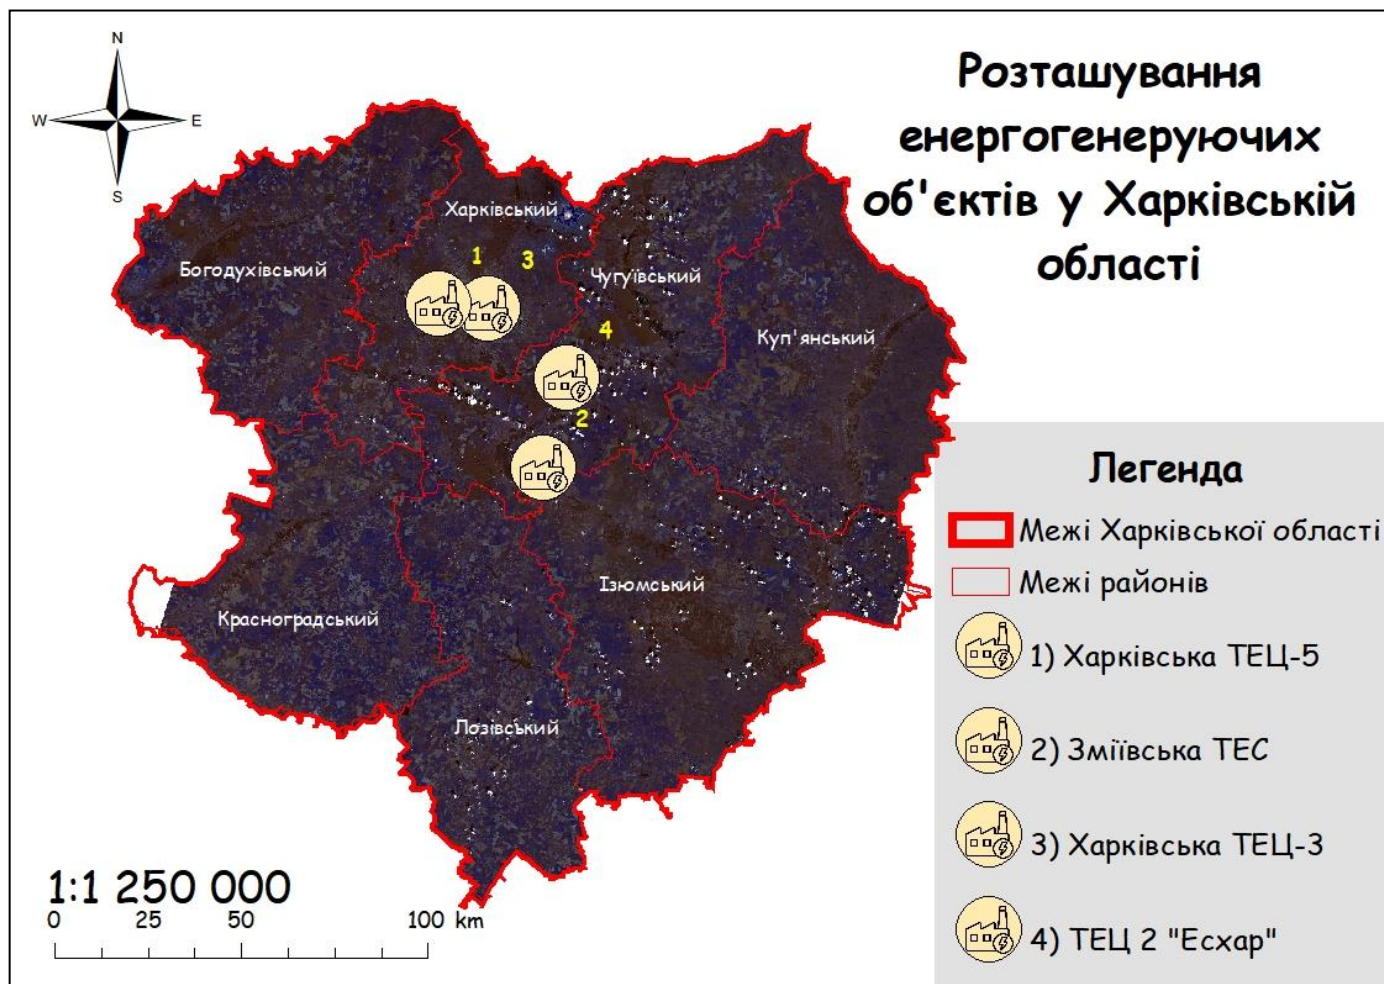 Розташування
енергогенеруючих
об'єктів у Харківській
області
N
W
E
S
Харківський
Богодухівський
1
3
Чугуївський
4
Куп'янський
2
Ізюмський
Красноградський
Лозівський
1:1 250 000
0 25 50 100 km
Легенда
Межі Харківської області
Межі районів
1) Харківська ТЕЦ-5
2) Зміївська ТЕС
3) Харківська ТЕЦ-3
4) ТЕЦ 2 "Есхар"